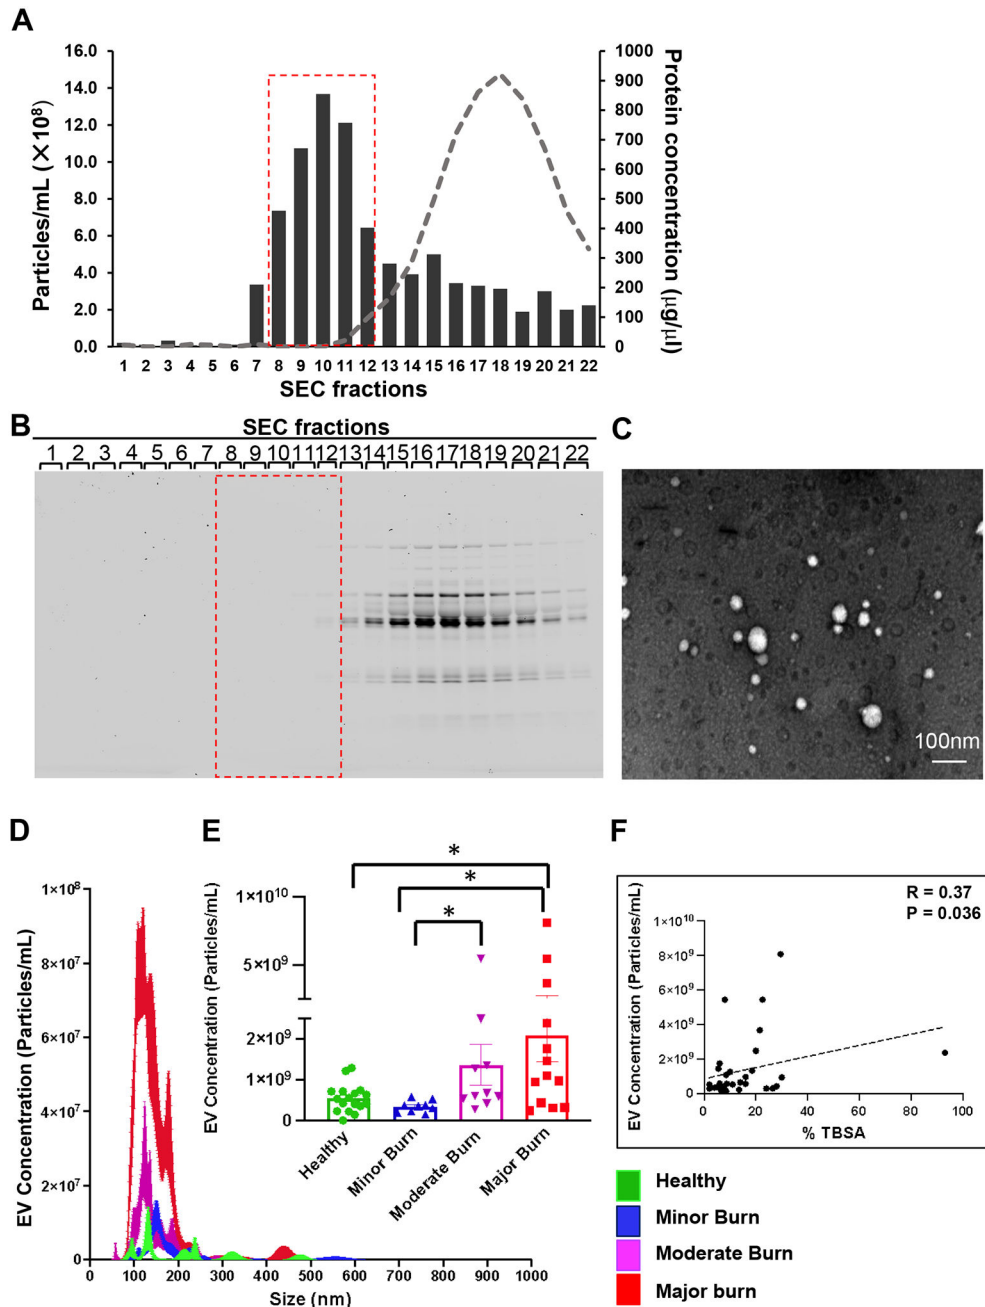 A
Particles/mL (×10⁸)
16.0
14.0
12.0
10.0
8.0
6.0
4.0
2.0
0.0
1000
900
800
700
600
500
400
300
200
100
0
Protein concentration (µg/µl)
1 2 3 4 5 6 7 8 9 10 11 12 13 14 15 16 17 18 19 20 21 22
SEC fractions
B
SEC fractions
1 2 3 4 5 6 7 8 9 10 11 12 13 14 15 16 17 18 19 20 21 22
C
100nm
D
EV Concentration (Particles/mL)
1×10⁸
8×10⁷
6×10⁷
4×10⁷
2×10⁷
0
0 100 200 300 400 500 600 700 800 900 1000
Size (nm)
E
EV Concentration (Particles/mL)
1×10¹⁰
5×10⁹
2×10⁹
1×10⁹
0
*
*
*
Healthy
Minor Burn
Moderate Burn
Major Burn
F
R = 0.37
P = 0.036
EV Concentration (Particles/mL)
1×10¹⁰
8×10⁹
6×10⁹
4×10⁹
2×10⁹
0
0 20 40 60 80 100
% TBSA
Healthy
Minor Burn
Moderate Burn
Major burn